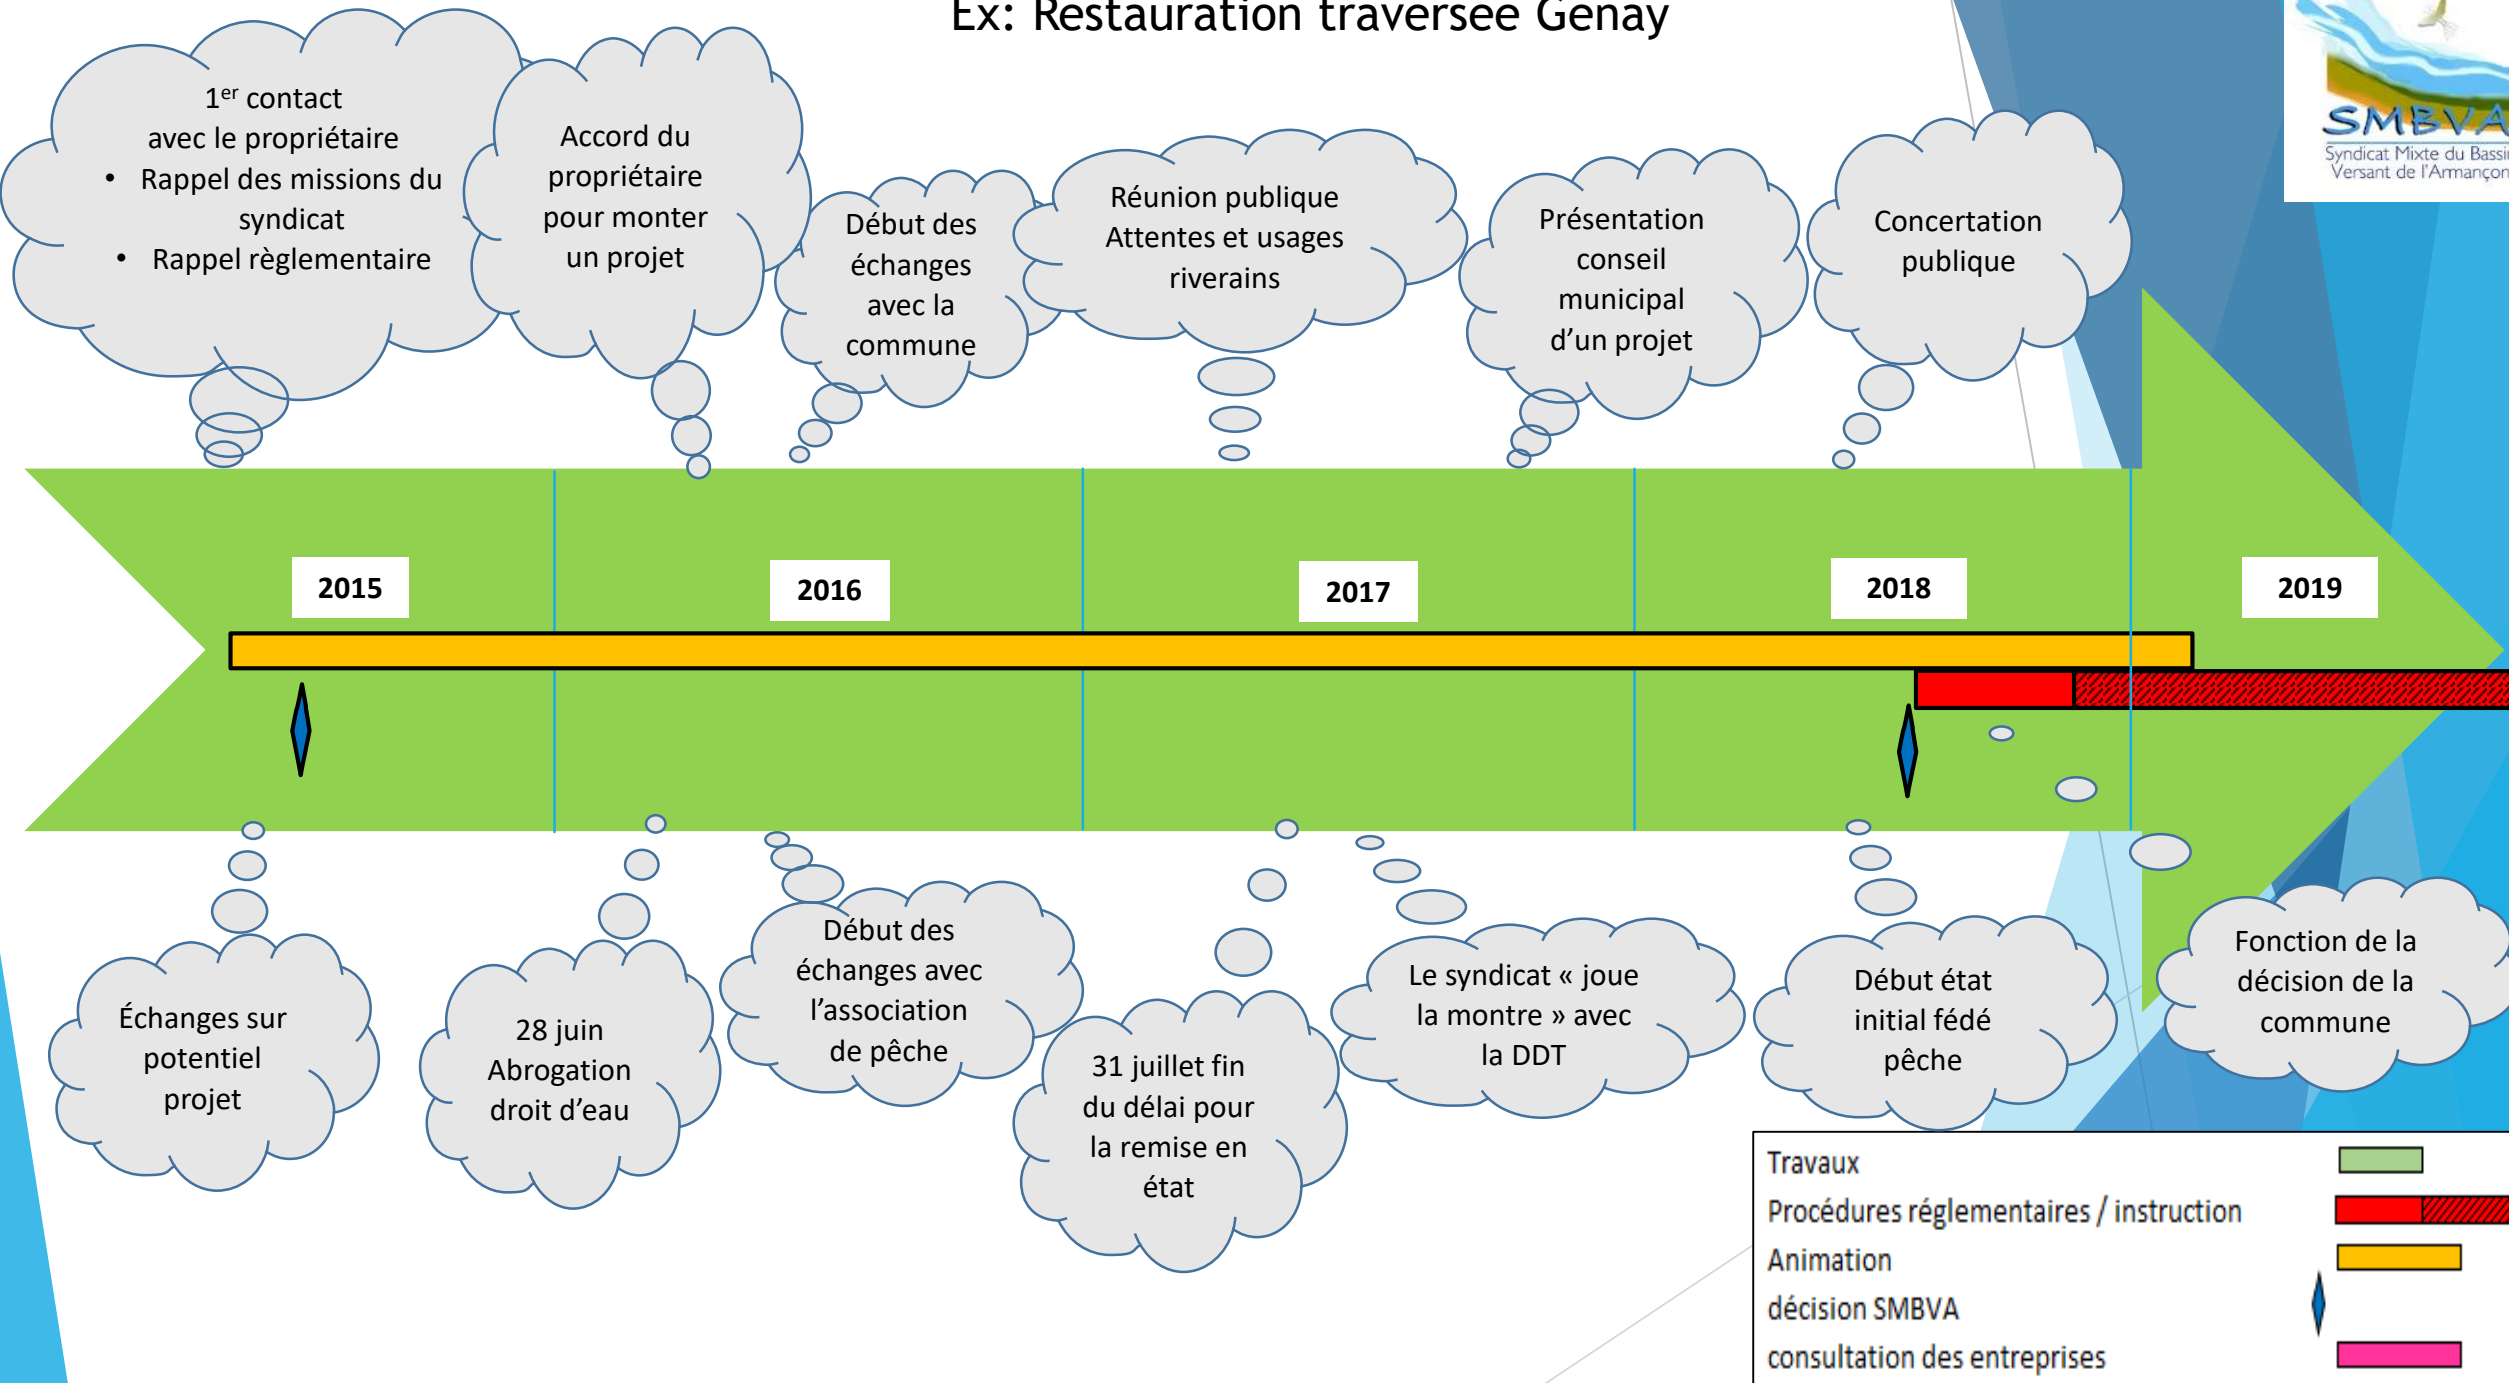 Ex: Restauration traversée Genay
SMBVA
Syndicat Mixte du Bassin
Versant de l'Armançon
1er contact
avec le propriétaire
• Rappel des missions du
syndicat
• Rappel règlementaire
Accord du
propriétaire
pour monter
un projet
Début des
échanges
avec la
commune
Réunion publique
Attentes et usages
riverains
Présentation
conseil
municipal
d’un projet
Concertation
publique
2015
2016
2017
2018
2019
Échanges sur
potentiel
projet
28 juin
Abrogation
droit d’eau
Début des
échanges avec
l’association
de pêche
31 juillet fin
du délai pour
la remise en
état
Le syndicat « joue
la montre » avec
la DDT
Début état
initial fédé
pêche
Fonction de la
décision de la
commune
Travaux
Procédures réglementaires / instruction
Animation
décision SMBVA
consultation des entreprises